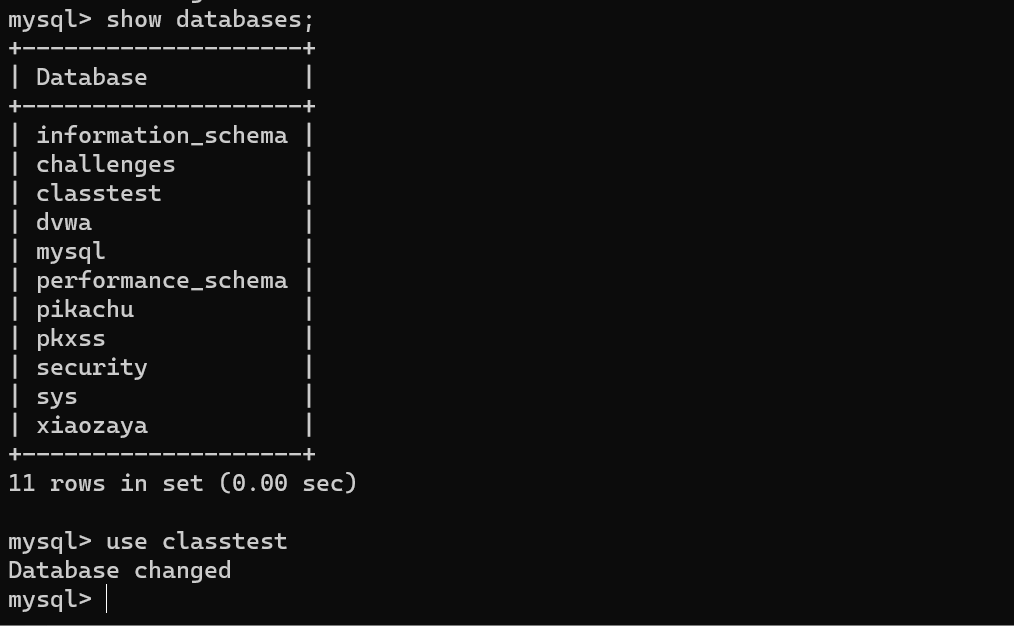 mysql> show databases;
+--------------------+
| Database           |
+--------------------+
| information_schema |
| challenges         |
| classtest          |
| dvwa               |
| mysql              |
| performance_schema |
| pikachu            |
| pkxss              |
| security           |
| sys                |
| xiaozaya           |
+--------------------+
11 rows in set (0.00 sec)

mysql> use classtest
Database changed
mysql>